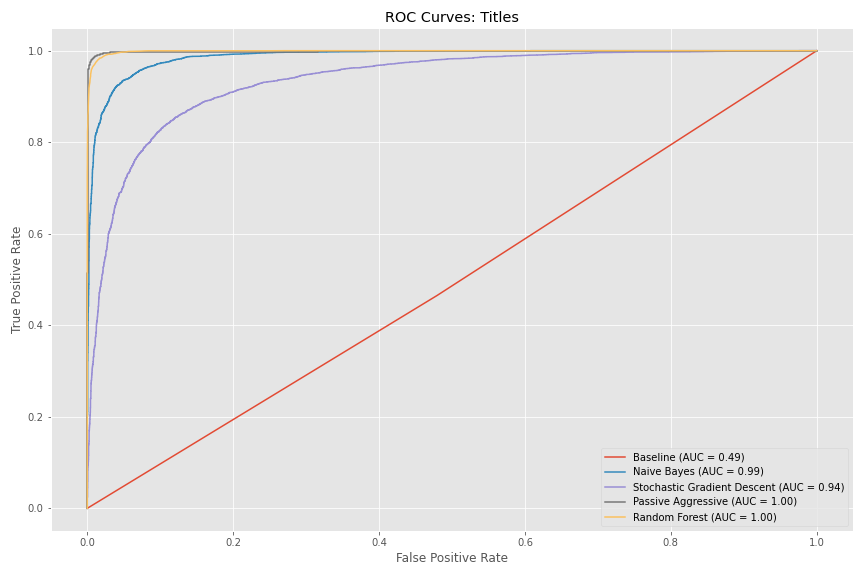 ROC Curves: Titles
True Positive Rate
1.0
0.8
0.6
0.4
0.2
0.0
0.0 0.2 0.4 0.6 0.8 1.0
False Positive Rate
Baseline (AUC = 0.49)
Naive Bayes (AUC = 0.99)
Stochastic Gradient Descent (AUC = 0.94)
Passive Aggressive (AUC = 1.00)
Random Forest (AUC = 1.00)